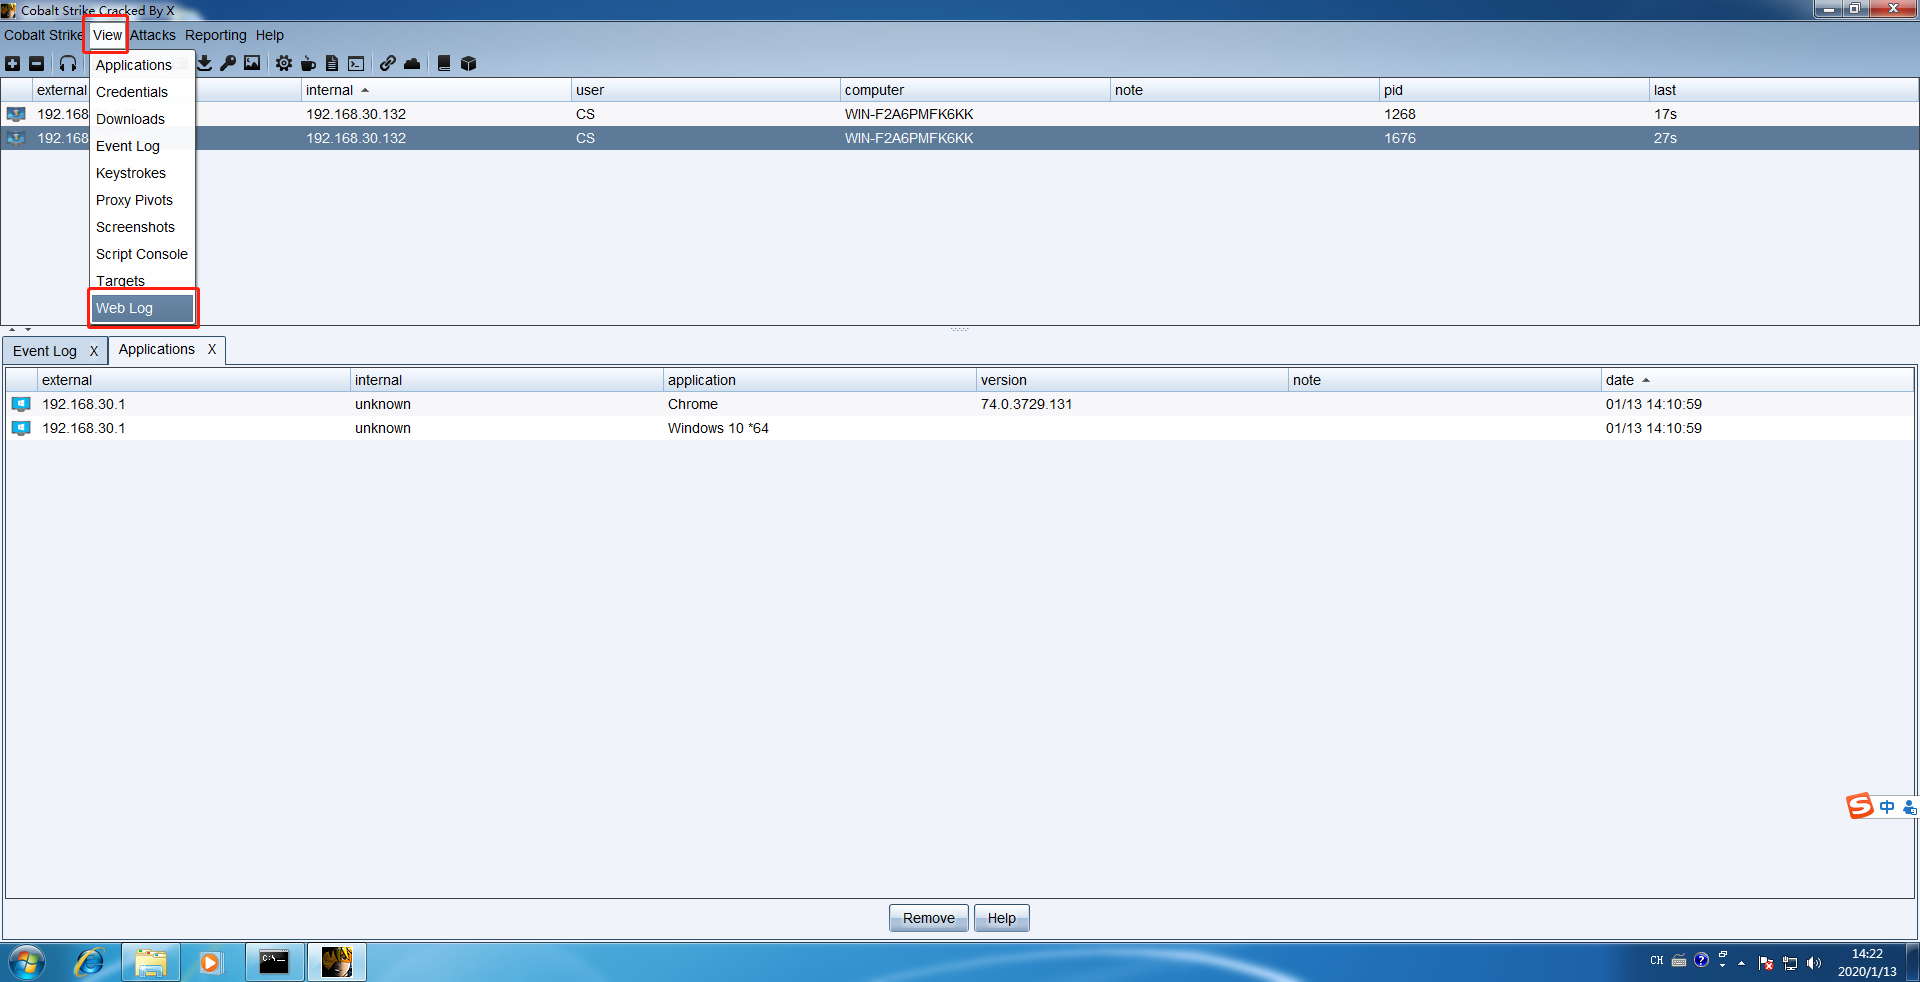 Cobalt Strike Cracked By X
Cobalt Strike View Attacks Reporting Help
Applications
Credentials
Downloads
Event Log
Keystrokes
Proxy Pivots
Screenshots
Script Console
Targets
Web Log
external internal user computer note pid last
192.168 192.168.30.132 CS WIN-F2A6PMFK6KK 1268 17s
192.168 192.168.30.132 CS WIN-F2A6PMFK6KK 1676 27s
Event Log X Applications X
external internal application version note date
192.168.30.1 unknown Chrome 74.0.3729.131 01/13 14:10:59
192.168.30.1 unknown Windows 10 *64 01/13 14:10:59
S 中
Remove Help
C:\_
CH ? 14:22
2020/1/13